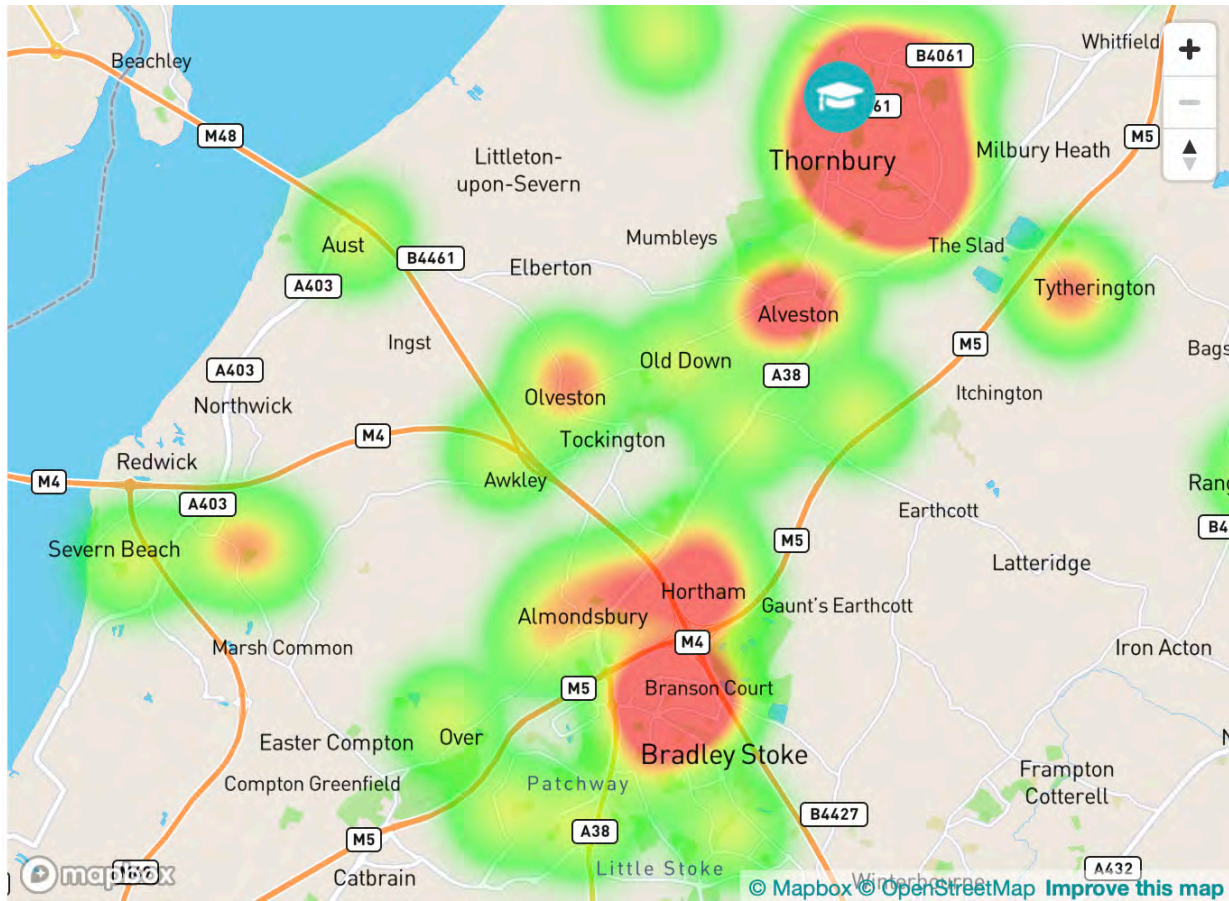 Beachley
B4061
Whitfield
M48
61
M5
Littleton-
upon-Severn
Thornbury
Milbury Heath
Aust
Mumbleys
The Slad
B4461
Elberton
A403
Tytherington
Alveston
Ingst
M5
Bags
Old Down
A403
A38
Olveston
Itchington
Northwick
M4
Tockington
Redwick
M4
Awkley
Rang
A403
Earthcott
B4
Severn Beach
M5
Latteridge
Hortham
Almondsbury
Gaunt's Earthcott
M4
Marsh Common
Iron Acton
M5
Branson Court
Easter Compton
Over
Bradley Stoke
N
Compton Greenfield
Patchway
Frampton
Cotterell
B4427
M5
A38
Little Stoke
A432
mapbox
Catbrain
Winterbourne
© Mapbox © OpenStreetMap Improve this map